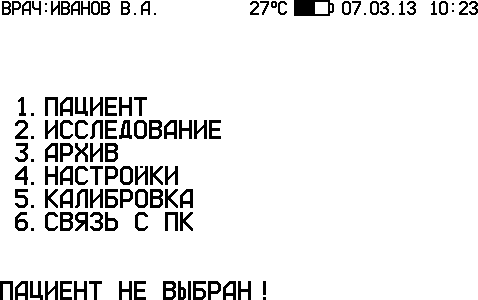 ВРАЧ:ИВАНОВ В.А. 27°C 07.03.13 10:23
1. ПАЦИЕНТ
2. ИССЛЕДОВАНИЕ
3. АРХИВ
4. НАСТРОЙКИ
5. КАЛИБРОВКА
6. СВЯЗЬ С ПК
ПАЦИЕНТ НЕ ВЫБРАН!